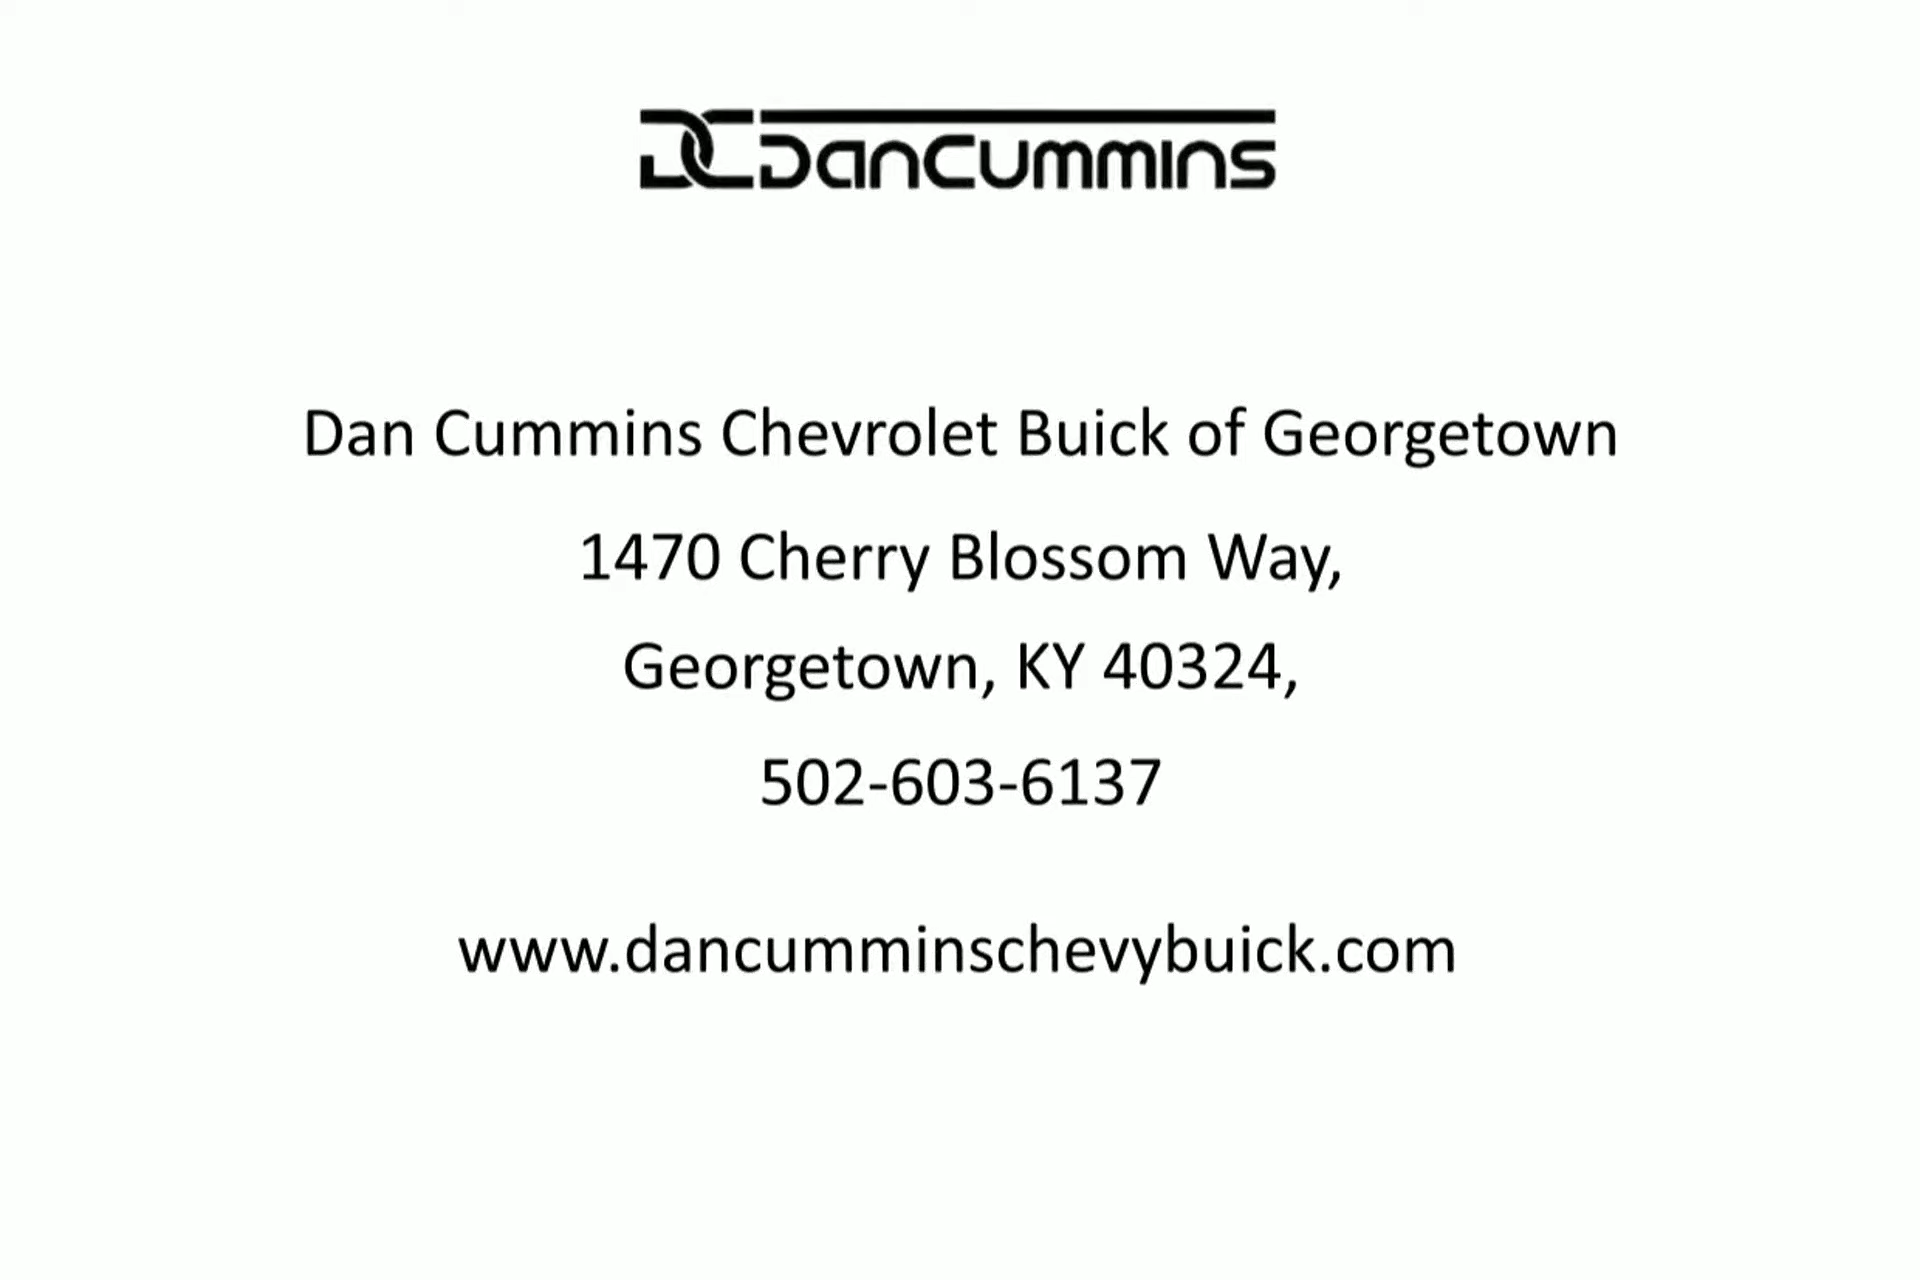 DC DanCummins
Dan Cummins Chevrolet Buick of Georgetown
1470 Cherry Blossom Way,
Georgetown, KY 40324,
502-603-6137
www.dancumminschevybuick.com